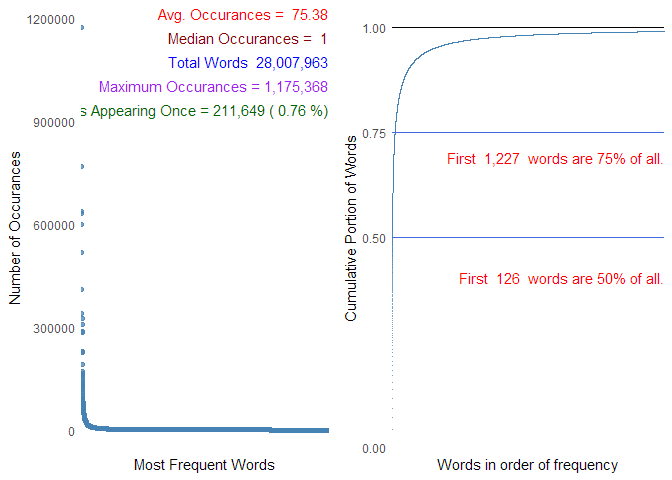 Avg. Occurances = 75.38
Median Occurances = 1
Total Words 28,007,963
Maximum Occurances = 1,175,368
s Appearing Once = 211,649 ( 0.76 %)
1200000
900000
600000
300000
0
Number of Occurances
Most Frequent Words
1.00
0.75
0.50
0.25
0.00
Cumulative Portion of Words
First 1,227 words are 75% of all.
First 126 words are 50% of all.
Words in order of frequency